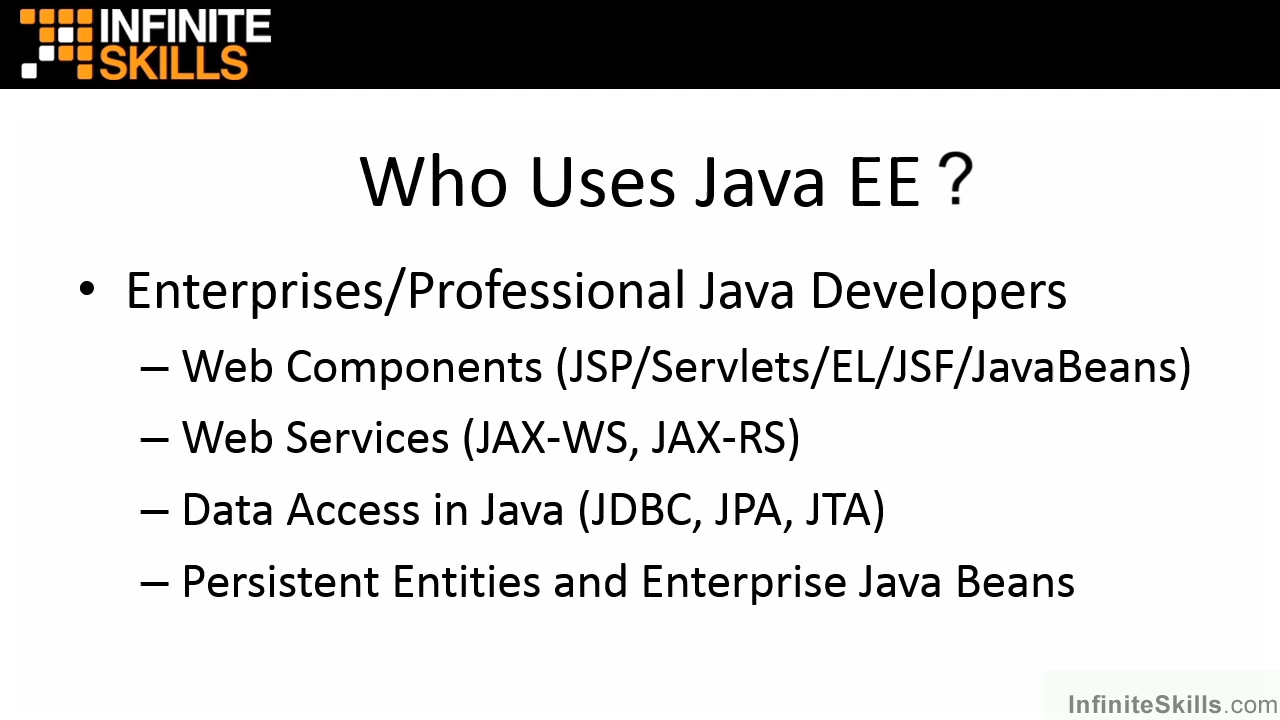 INFINITE
SKILLS
Who Uses Java EE ?
• Enterprises/Professional Java Developers
– Web Components (JSP/Servlets/EL/JSF/JavaBeans)
– Web Services (JAX-WS, JAX-RS)
– Data Access in Java (JDBC, JPA, JTA)
– Persistent Entities and Enterprise Java Beans
InfiniteSkills.com